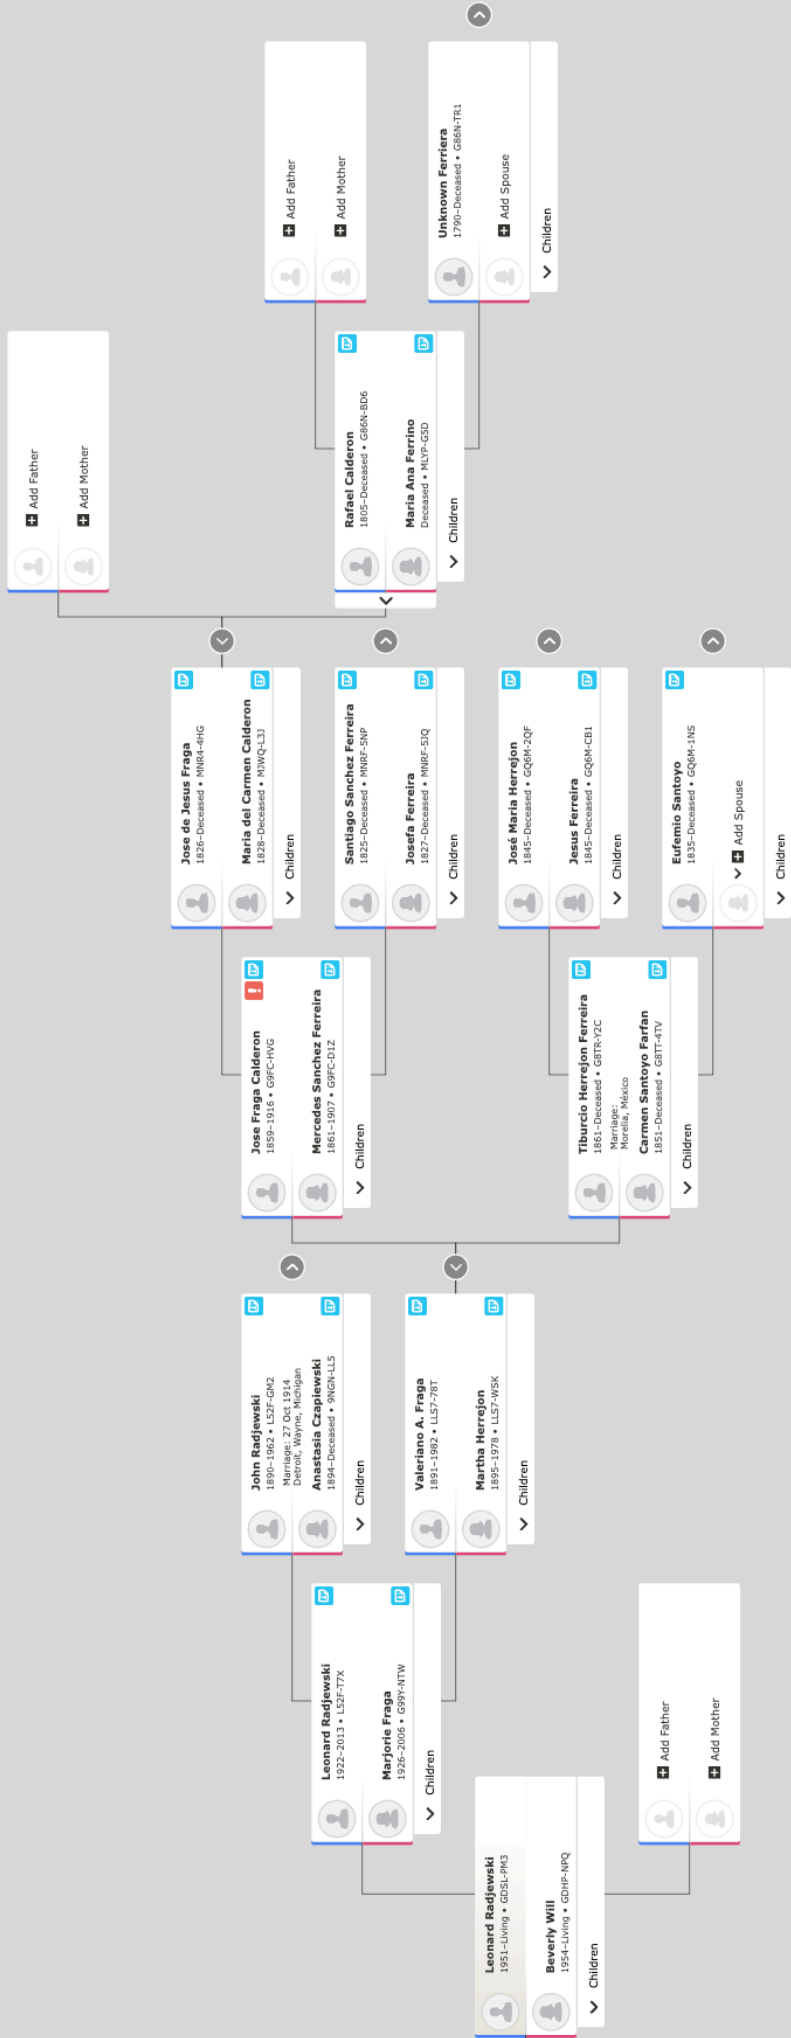 Leonard Radjewski
1951–Living • GDSL-PM3
Beverly Will
1954–Living • GDHP-NPQ
Children
Leonard Radjewski
1922–2013 • L52F-T7X
Marjorie Fraga
1926–2006 • G99Y-NTW
Children
Add Father
Add Mother
John Radjewski
1890–1962 • L52F-GM2
Marriage: 27 Oct 1914
Detroit, Wayne, Michigan
Anastasia Czapiewski
1894–Deceased • 9NGN-LL5
Children
Valeriano A. Fraga
1891–1982 • LLS7-78T
Martha Herrejon
1895–1978 • LLS7-WSK
Children
Jose Fraga Calderon
1859–1916 • G9FC-HVG
Mercedes Sanchez Ferreira
1861–1907 • G9FC-D1Z
Children
Tiburcio Herrejon Ferreira
1861–Deceased • G8TR-Y2C
Marriage:
Morelia, México
Carmen Santoyo Farfan
1851–Deceased • G8TT-4TV
Children
Jose de Jesus Fraga
1826–Deceased • MNR4-4HG
Maria del Carmen Calderon
1828–Deceased • MJWQ-L3J
Children
Santiago Sanchez Ferreira
1825–Deceased • MNRF-5NP
Josefa Ferreira
1827–Deceased • MNRF-5JQ
Children
José Maria Herrejon
1845–Deceased • GQ6M-2QF
Jesus Ferreira
1845–Deceased • GQ6M-CB1
Children
Eufemio Santoyo
1835–Deceased • GQ6M-1NS
Add Spouse
Children
Add Father
Add Mother
Rafael Calderon
1805–Deceased • G86N-BD6
Maria Ana Ferrino
Deceased • MLYP-G5D
Children
Add Father
Add Mother
Unknown Ferriera
1790–Deceased • G86N-TR1
Add Spouse
Children